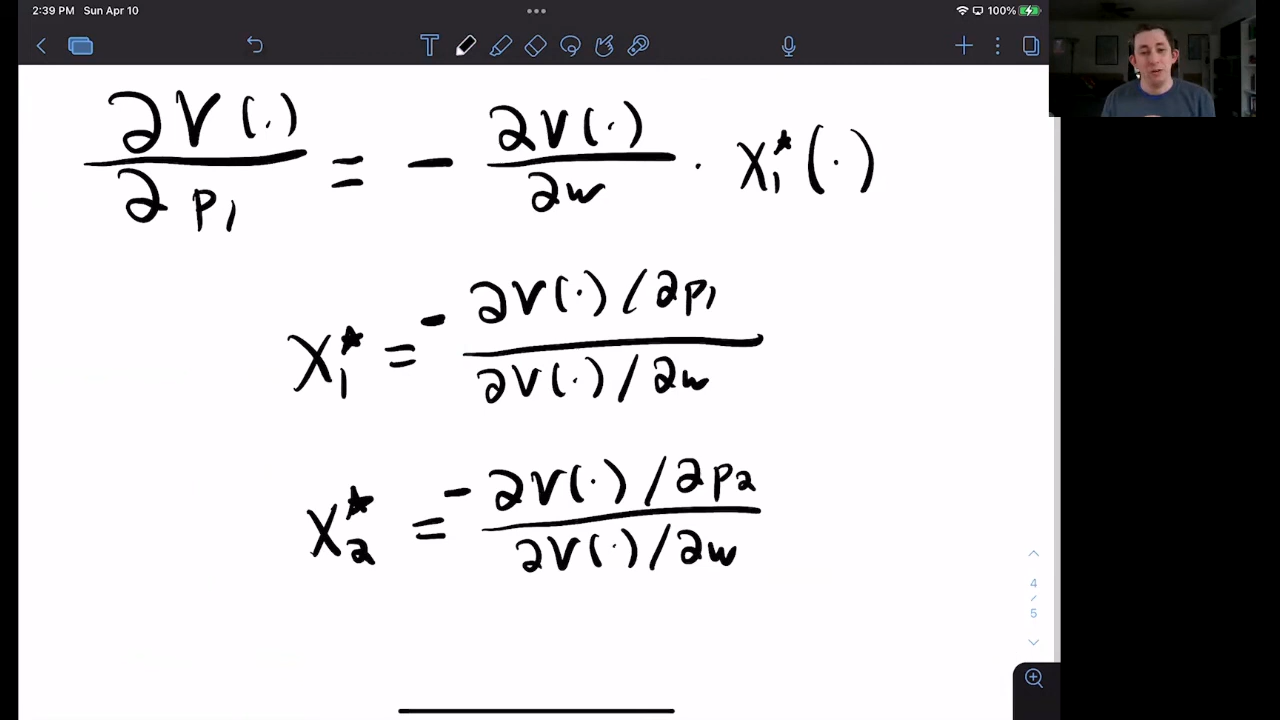 2:39 PM Sun Apr 10 100%
T
∂V(·)/∂p₁ = − ∂V(·)/∂w · X₁*(·)
X₁* = − (∂V(·)/∂p₁)/(∂V(·)/∂w)
X₂* = − (∂V(·)/∂p₂)/(∂V(·)/∂w)
4
/
5